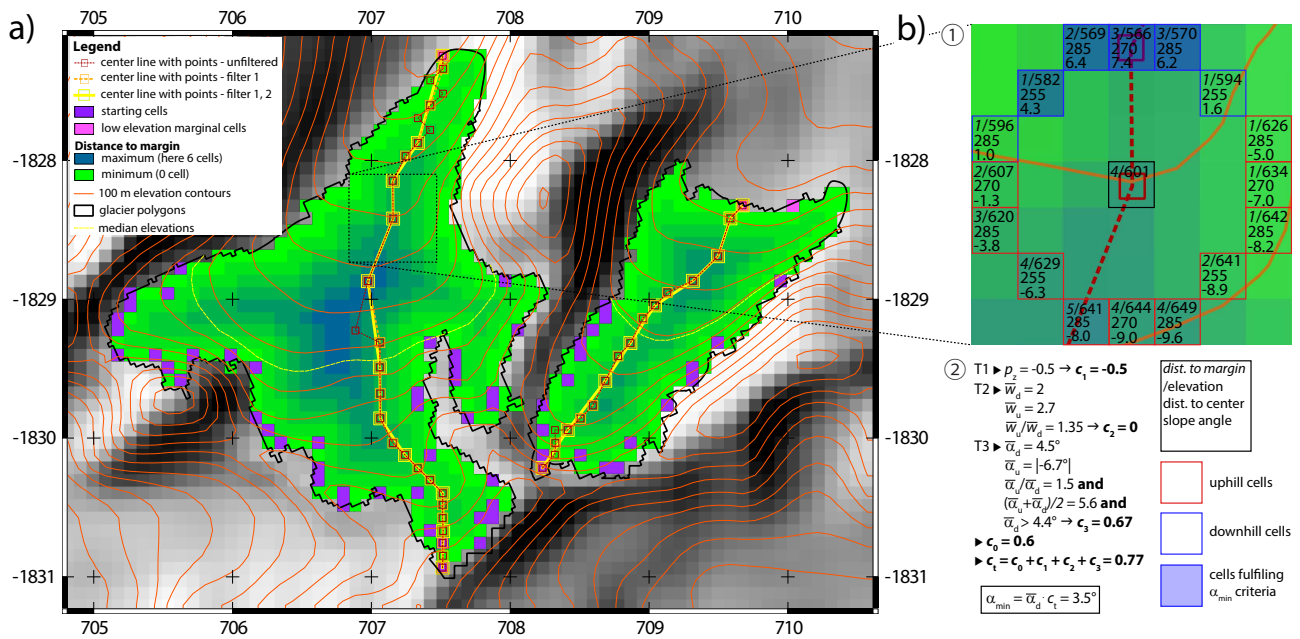 a)
705
706
707
708
709
710
Legend
center line with points - unfiltered
center line with points - filter 1
center line with points - filter 1, 2
starting cells
low elevation marginal cells
Distance to margin
maximum (here 6 cells)
minimum (0 cell)
100 m elevation contours
glacier polygons
median elevations
-1828
-1829
-1830
-1831
-1828
-1829
-1830
-1831
705
706
707
708
709
710
b)
1
2/569
285
6.4
3/566
270
7.4
3/570
285
6.2
1/582
255
4.3
1/594
255
1.6
1/596
285
1.0
1/626
285
-5.0
2/607
270
-1.3
4/601
1/634
270
-7.0
3/620
285
-3.8
1/642
285
-8.2
4/629
255
-6.3
2/641
255
-8.9
5/641
285
-8.0
4/644
270
-9.0
4/649
285
-9.6
2
T1 ▸ p_z = -0.5 → c_1 = -0.5
T2 ▸ w̅_d = 2
w̅_u = 2.7
w̅_u/w̅_d = 1.35 → c_2 = 0
T3 ▸ α̅_d = 4.5°
α̅_u = |-6.7°|
α̅_u/α̅_d = 1.5 and
(α̅_u+α̅_d)/2 = 5.6 and
α̅_d > 4.4° → c_3 = 0.67
▸ c_0 = 0.6
▸ c_t = c_0 + c_1 + c_2 + c_3 = 0.77
α_min = α̅_d · c_t = 3.5°
dist. to margin
/elevation
dist. to center
slope angle
uphill cells
downhill cells
cells fulfiling
α_min criteria